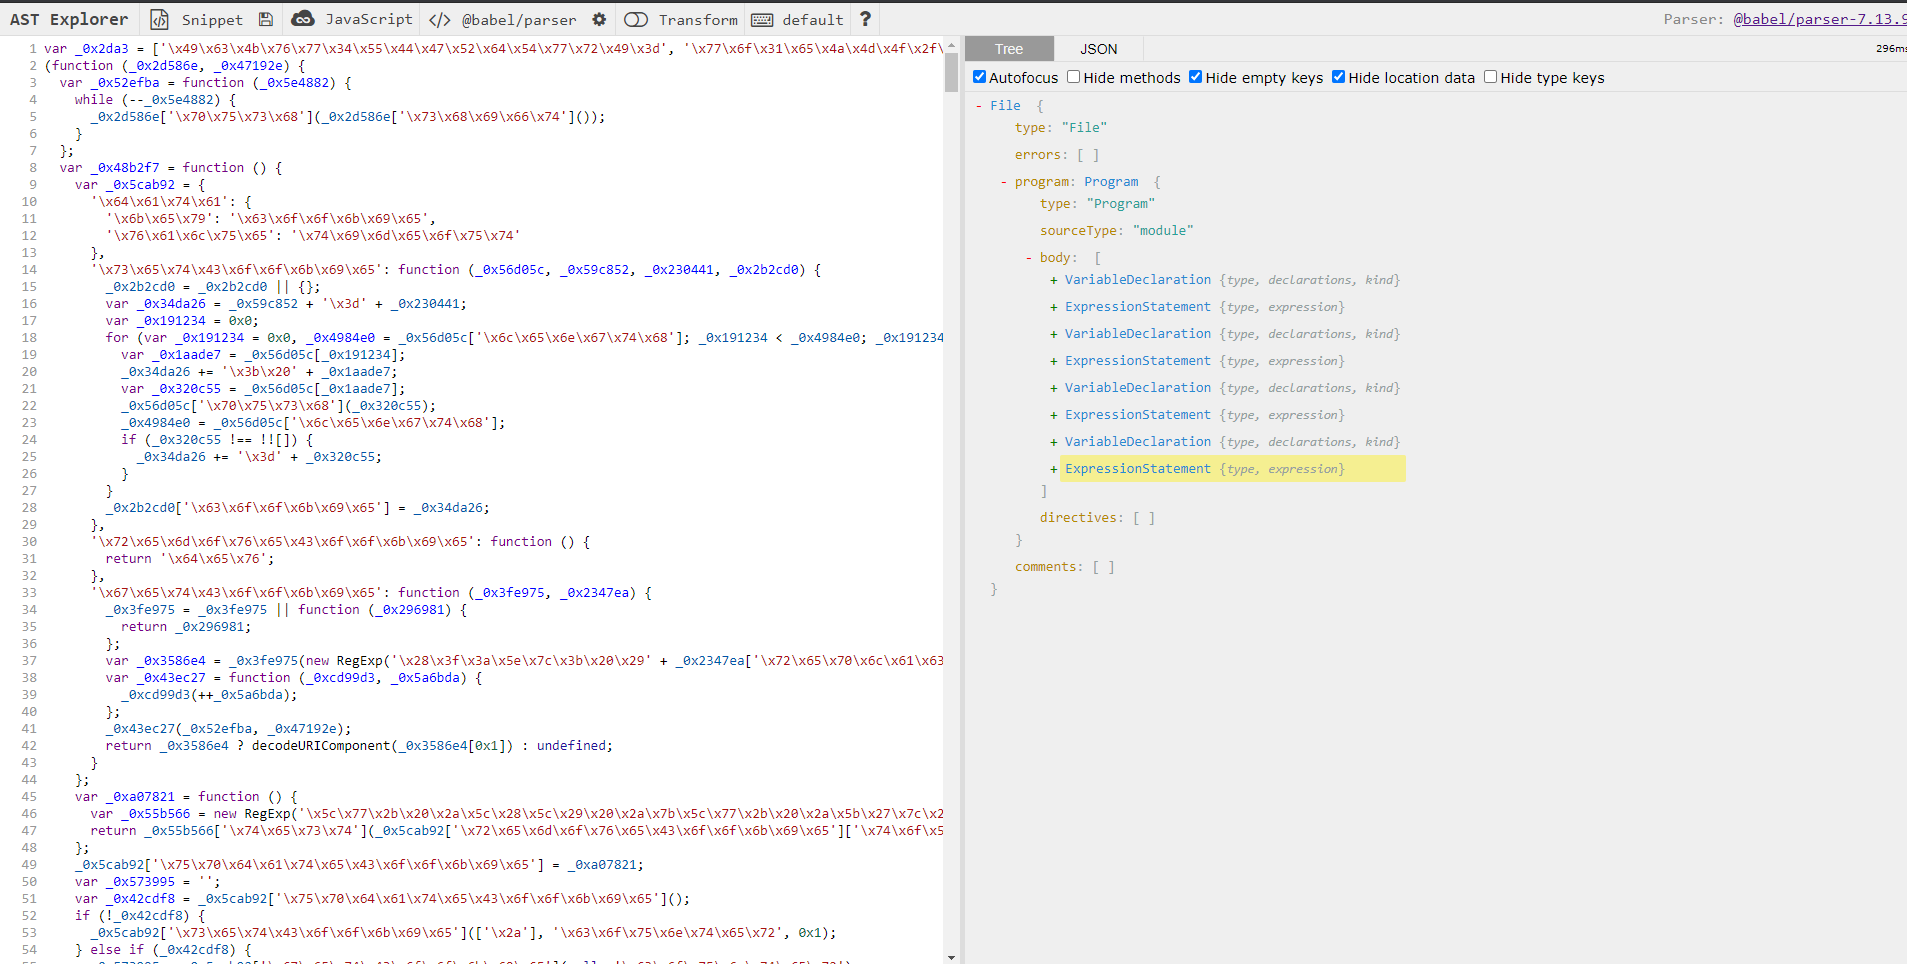 AST Explorer Snippet JavaScript </> @babel/parser Transform default ? Parser: @babel/parser-7.13.9
1 var _0x2da3 = ['\x49\x63\x4b\x76\x77\x34\x55\x44\x47\x52\x64\x54\x77\x72\x49\x3d', '\x77\x6f\x31\x65\x4a\x4d\x4f\x2f\
2 (function (_0x2d586e, _0x47192e) {
3 var _0x52efba = function (_0x5e4882) {
4 while (--_0x5e4882) {
5 _0x2d586e['\x70\x75\x73\x68'](_0x2d586e['\x73\x68\x69\x66\x74']());
6 }
7 };
8 var _0x48b2f7 = function () {
9 var _0x5cab92 = {
10 '\x64\x61\x74\x61': {
11 '\x6b\x65\x79': '\x63\x6f\x6f\x6b\x69\x65',
12 '\x76\x61\x6c\x75\x65': '\x74\x69\x6d\x65\x6f\x75\x74'
13 },
14 '\x73\x65\x74\x43\x6f\x6f\x6b\x69\x65': function (_0x56d05c, _0x59c852, _0x230441, _0x2b2cd0) {
15 _0x2b2cd0 = _0x2b2cd0 || {};
16 var _0x34da26 = _0x59c852 + '\x3d' + _0x230441;
17 var _0x191234 = 0x0;
18 for (var _0x191234 = 0x0, _0x4984e0 = _0x56d05c['\x6c\x65\x6e\x67\x74\x68']; _0x191234 < _0x4984e0; _0x191234
19 var _0x1aade7 = _0x56d05c[_0x191234];
20 _0x34da26 += '\x3b\x20' + _0x1aade7;
21 var _0x320c55 = _0x56d05c[_0x1aade7];
22 _0x56d05c['\x70\x75\x73\x68'](_0x320c55);
23 _0x4984e0 = _0x56d05c['\x6c\x65\x6e\x67\x74\x68'];
24 if (_0x320c55 !== !![]) {
25 _0x34da26 += '\x3d' + _0x320c55;
26 }
27 }
28 _0x2b2cd0['\x63\x6f\x6f\x6b\x69\x65'] = _0x34da26;
29 },
30 '\x72\x65\x6d\x6f\x76\x65\x43\x6f\x6f\x6b\x69\x65': function () {
31 return '\x64\x65\x76';
32 },
33 '\x67\x65\x74\x43\x6f\x6f\x6b\x69\x65': function (_0x3fe975, _0x2347ea) {
34 _0x3fe975 = _0x3fe975 || function (_0x296981) {
35 return _0x296981;
36 };
37 var _0x3586e4 = _0x3fe975(new RegExp('\x28\x3f\x3a\x5e\x7c\x3b\x20\x29' + _0x2347ea['\x72\x65\x70\x6c\x61\x63
38 var _0x43ec27 = function (_0xcd99d3, _0x5a6bda) {
39 _0xcd99d3(++_0x5a6bda);
40 };
41 _0x43ec27(_0x52efba, _0x47192e);
42 return _0x3586e4 ? decodeURIComponent(_0x3586e4[0x1]) : undefined;
43 }
44 };
45 var _0xa07821 = function () {
46 var _0x55b566 = new RegExp('\x5c\x77\x2b\x20\x2a\x5c\x28\x5c\x29\x20\x2a\x7b\x5c\x77\x2b\x20\x2a\x5b\x27\x7c\x2
47 return _0x55b566['\x74\x65\x73\x74'](_0x5cab92['\x72\x65\x6d\x6f\x76\x65\x43\x6f\x6f\x6b\x69\x65']['\x74\x6f\x5
48 };
49 _0x5cab92['\x75\x70\x64\x61\x74\x65\x43\x6f\x6f\x6b\x69\x65'] = _0xa07821;
50 var _0x573995 = '';
51 var _0x42cdf8 = _0x5cab92['\x75\x70\x64\x61\x74\x65\x43\x6f\x6f\x6b\x69\x65']();
52 if (!_0x42cdf8) {
53 _0x5cab92['\x73\x65\x74\x43\x6f\x6f\x6b\x69\x65'](['\x2a'], '\x63\x6f\x75\x6e\x74\x65\x72', 0x1);
54 } else if (_0x42cdf8) {
Tree JSON 296ms
Autofocus Hide methods Hide empty keys Hide location data Hide type keys
- File {
type: "File"
errors: [ ]
- program: Program {
type: "Program"
sourceType: "module"
- body: [
+ VariableDeclaration {type, declarations, kind}
+ ExpressionStatement {type, expression}
+ VariableDeclaration {type, declarations, kind}
+ ExpressionStatement {type, expression}
+ VariableDeclaration {type, declarations, kind}
+ ExpressionStatement {type, expression}
+ VariableDeclaration {type, declarations, kind}
+ ExpressionStatement {type, expression}
]
directives: [ ]
}
comments: [ ]
}